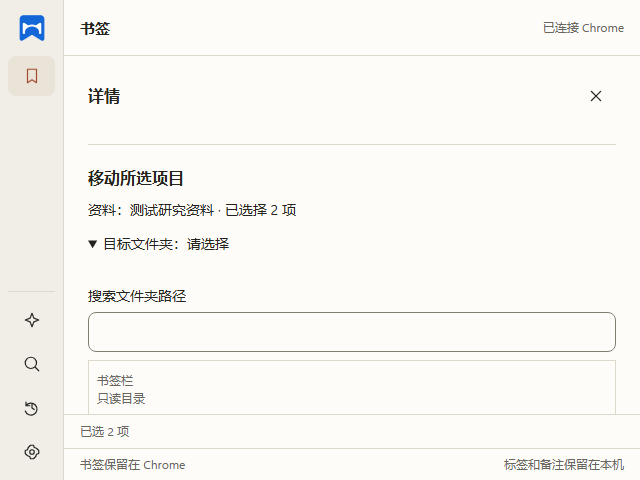 书签
已连接 Chrome
详情
移动所选项目
资料：测试研究资料 · 已选择 2 项
▼ 目标文件夹：请选择
搜索文件夹路径
书签栏
只读目录
已选 2 项
书签保留在 Chrome
标签和备注保留在本机